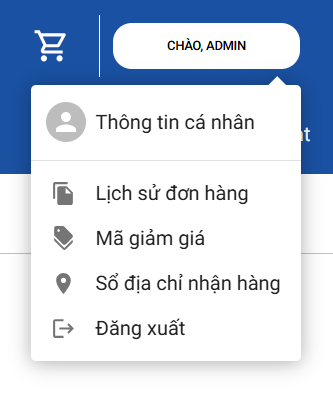 CHÀO, ADMIN
Thông tin cá nhân
Lịch sử đơn hàng
Mã giảm giá
Sổ địa chỉ nhận hàng
Đăng xuất